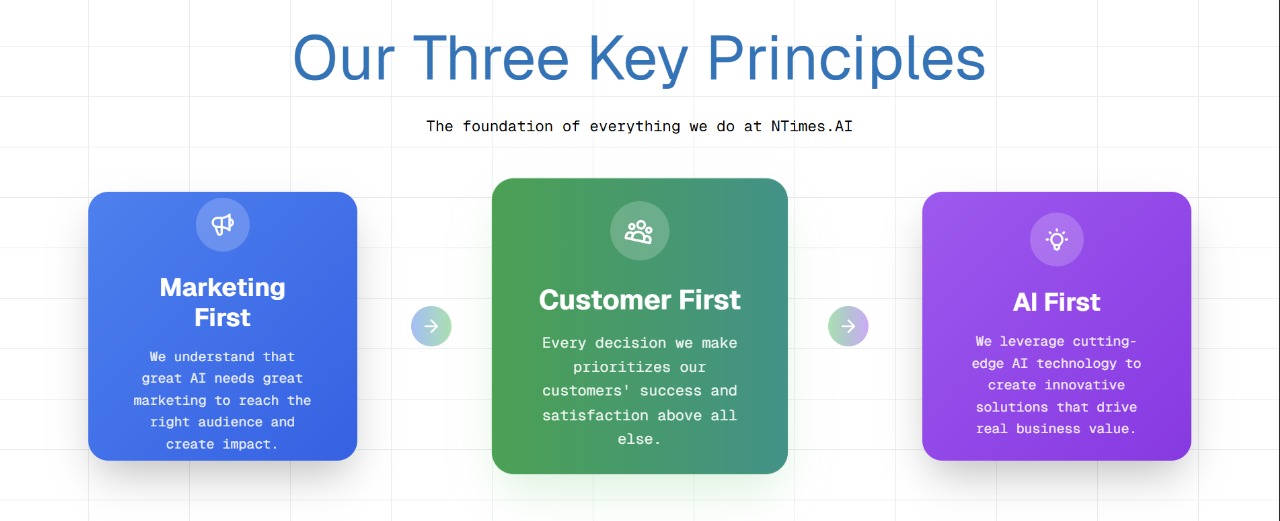 Our Three Key Principles
The foundation of everything we do at NTimes.AI
Marketing
First
We understand that
great AI needs great
marketing to reach the
right audience and
create impact.
Customer First
Every decision we make
prioritizes our
customers' success and
satisfaction above all
else.
AI First
We leverage cutting-
edge AI technology to
create innovative
solutions that drive
real business value.